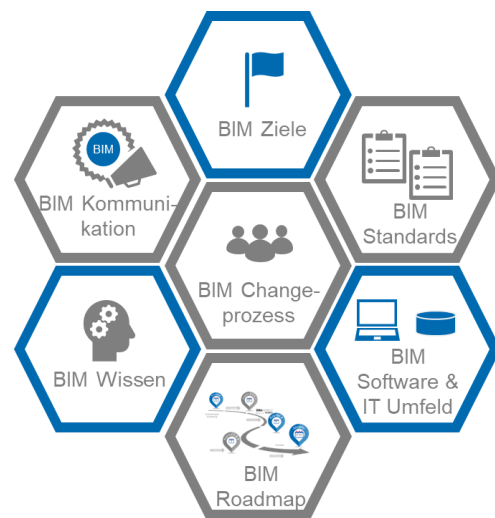 BIM Ziele
BIM
BIM Kommuni-
kation
BIM
Standards
BIM Change-
prozess
BIM Wissen
BIM
Software &
IT Umfeld
BIM
Roadmap